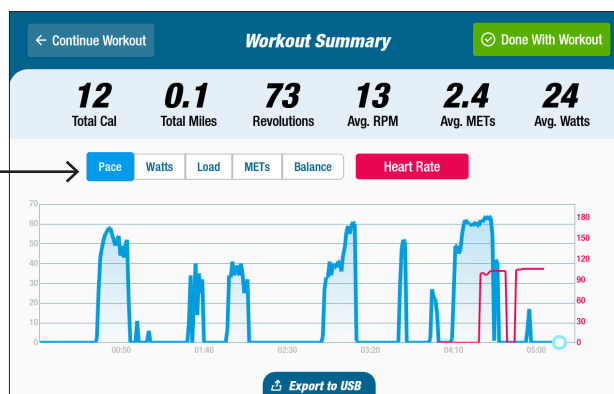 ← Continue Workout
Workout Summary
Done With Workout
12 0.1 73 13 2.4 24
Total Cal Total Miles Revolutions Avg. RPM Avg. METs Avg. Watts
Pace Watts Load METs Balance Heart Rate
70
60
50
40
30
20
10
0
180
150
120
90
60
30
0
00:50 01:40 02:30 03:20 04:10 05:00
Export to USB